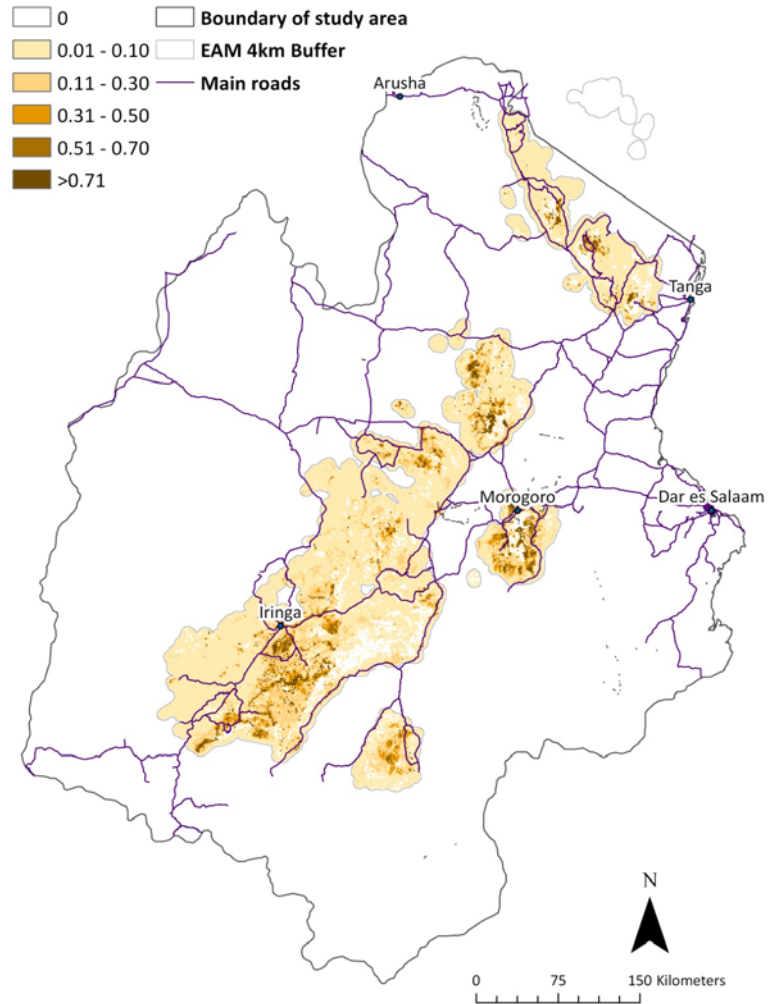 0
Boundary of study area
0.01 - 0.10
EAM 4km Buffer
0.11 - 0.30
Main roads
0.31 - 0.50
0.51 - 0.70
>0.71
Arusha
Tanga
Morogoro
Dar es Salaam
Iringa
N
0 75 150 Kilometers